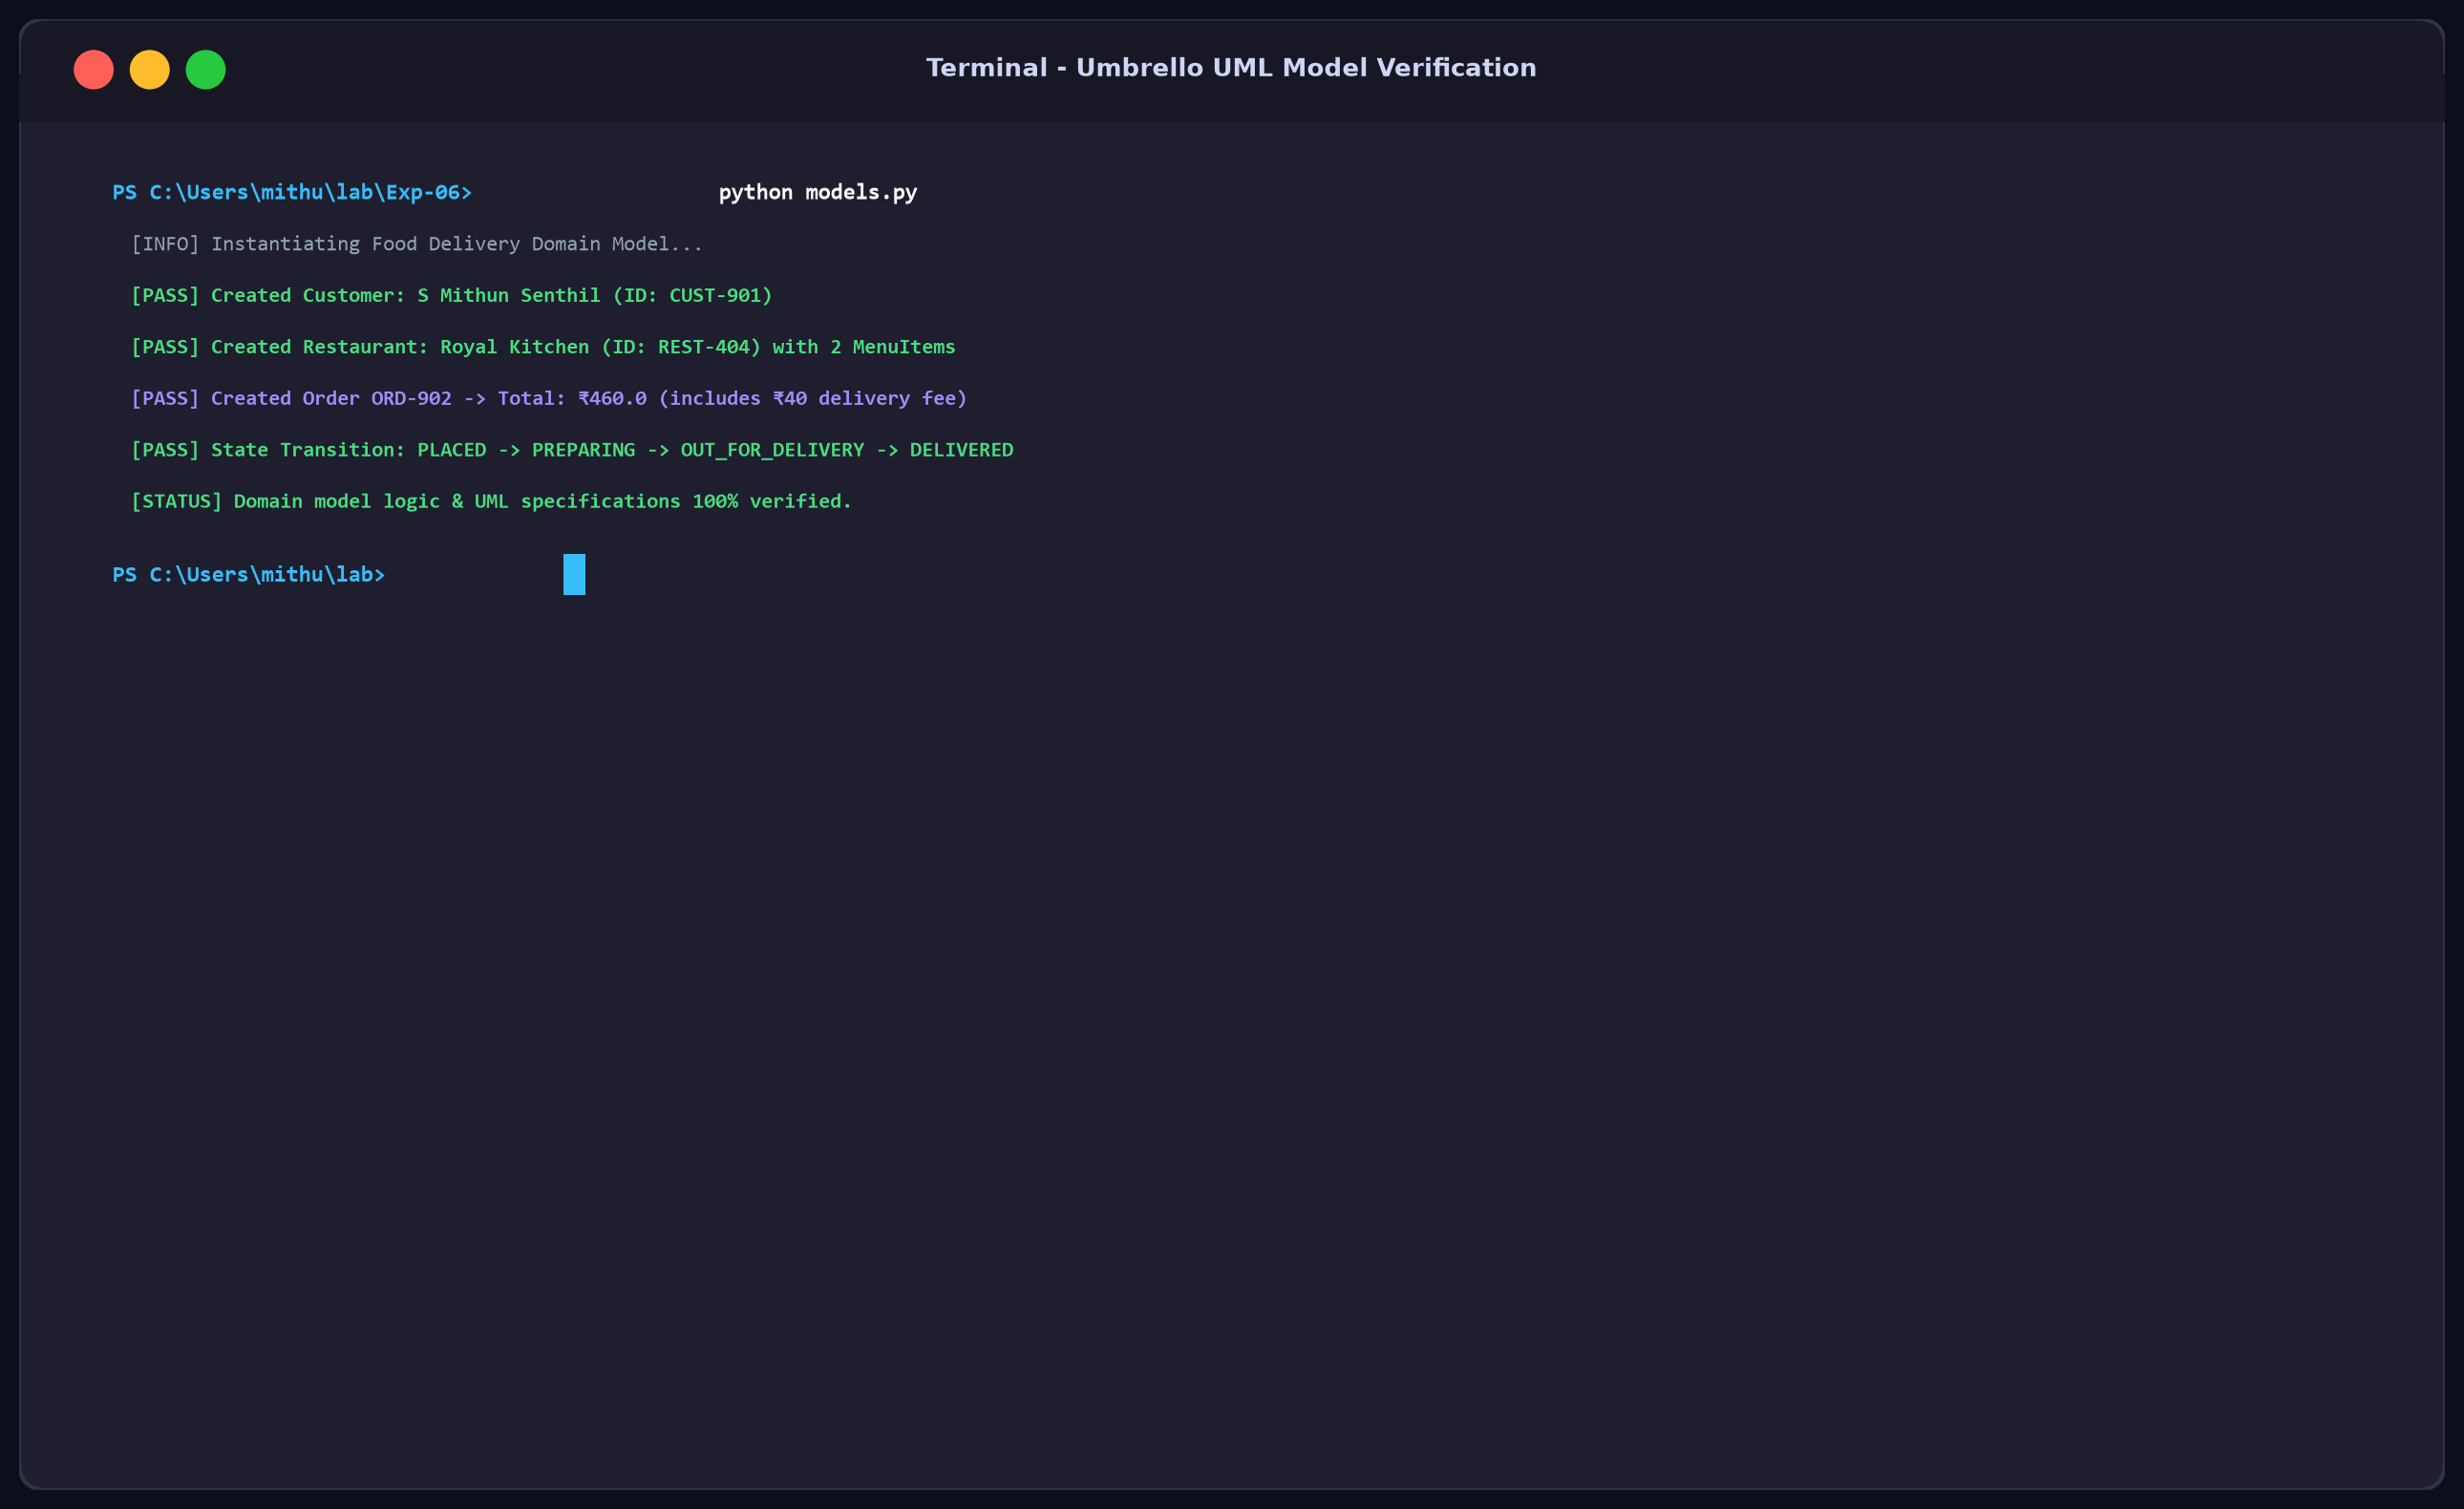 Terminal - Umbrello UML Model Verification
PS C:\Users\mithu\lab\Exp-06> python models.py
[INFO] Instantiating Food Delivery Domain Model...
[PASS] Created Customer: S Mithun Senthil (ID: CUST-901)
[PASS] Created Restaurant: Royal Kitchen (ID: REST-404) with 2 MenuItems
[PASS] Created Order ORD-902 -> Total: ₹460.0 (includes ₹40 delivery fee)
[PASS] State Transition: PLACED -> PREPARING -> OUT_FOR_DELIVERY -> DELIVERED
[STATUS] Domain model logic & UML specifications 100% verified.
PS C:\Users\mithu\lab>